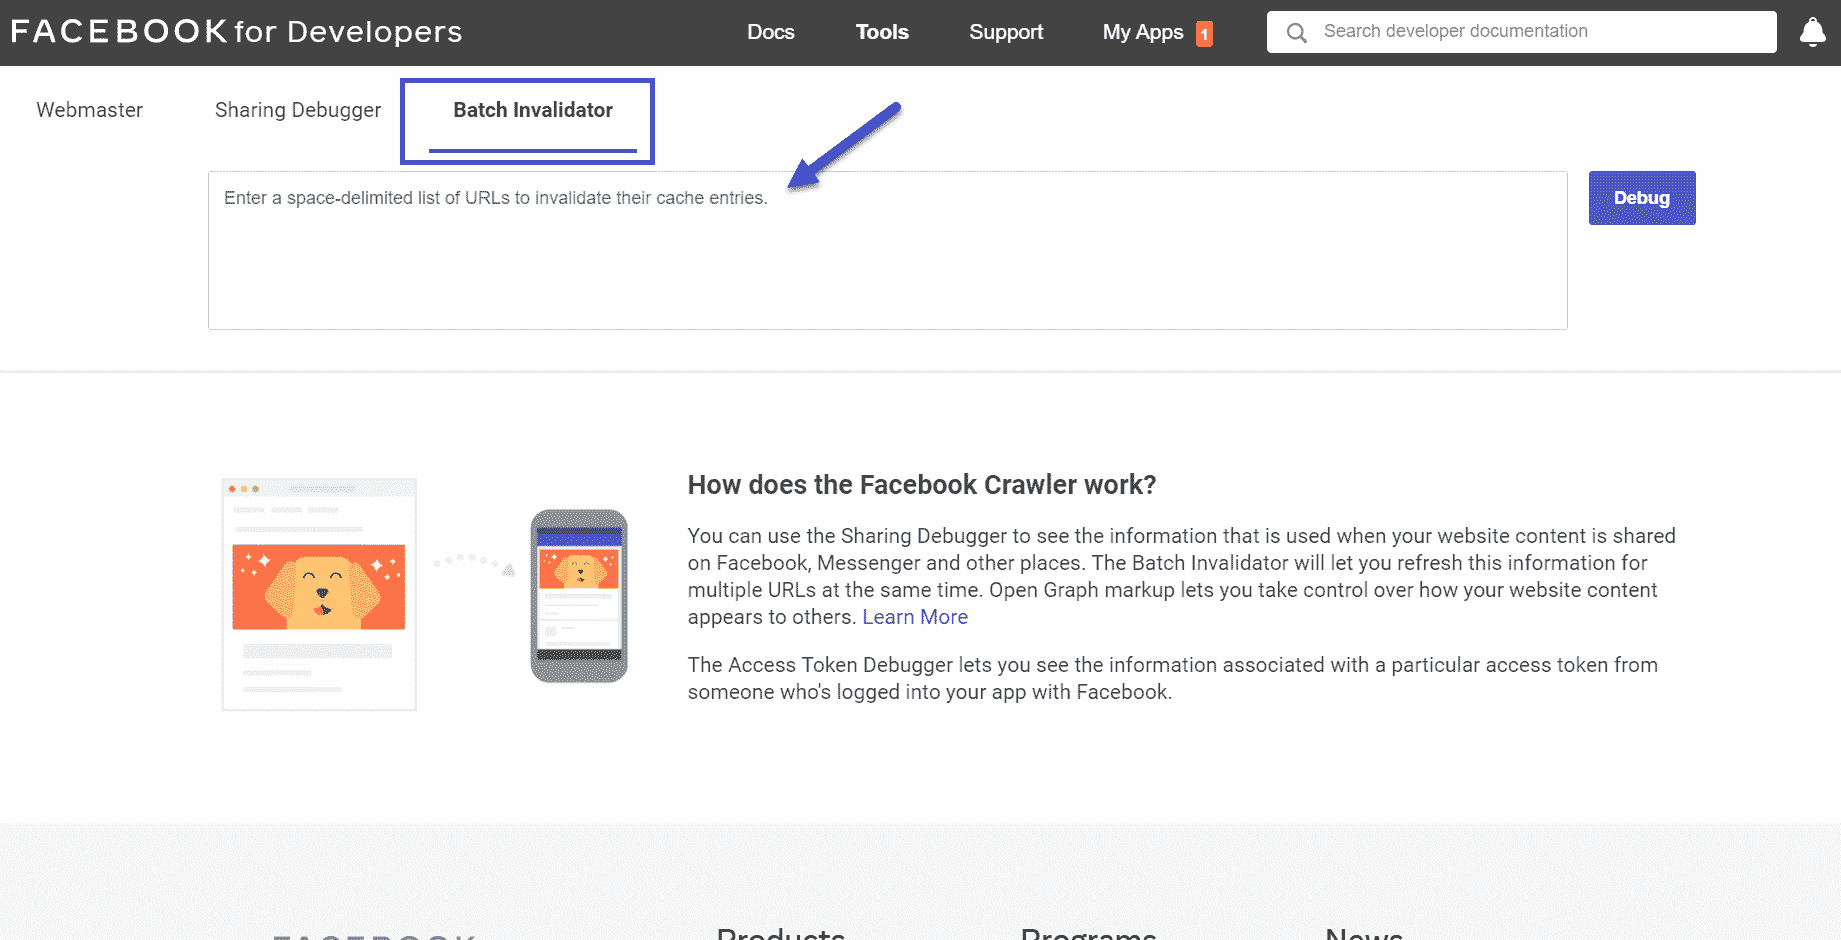 FACEBOOK for Developers
Docs
Tools
Support
My Apps
1
Search developer documentation
Webmaster
Sharing Debugger
Batch Invalidator
Enter a space-delimited list of URLs to invalidate their cache entries.
Debug
How does the Facebook Crawler work?
You can use the Sharing Debugger to see the information that is used when your website content is shared
on Facebook, Messenger and other places. The Batch Invalidator will let you refresh this information for
multiple URLs at the same time. Open Graph markup lets you take control over how your website content
appears to others. Learn More
The Access Token Debugger lets you see the information associated with a particular access token from
someone who's logged into your app with Facebook.
FACEBOOK
Products
Programs
News